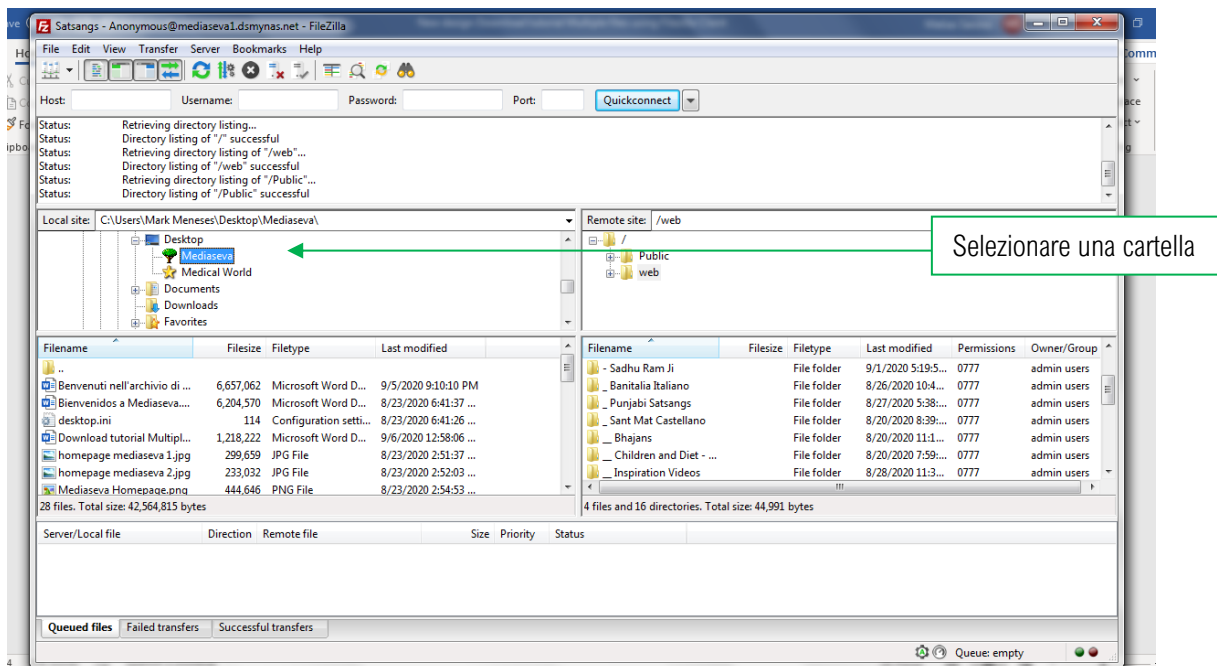 Satsangs - Anonymous@mediaseva1.dsmynas.net - FileZilla
File Edit View Transfer Server Bookmarks Help
Host: Username: Password: Port: Quickconnect
Status: Retrieving directory listing...
Status: Directory listing of "/" successful
Status: Retrieving directory listing of "/web"...
Status: Directory listing of "/web" successful
Status: Retrieving directory listing of "/Public"...
Status: Directory listing of "/Public" successful
Local site: C:\Users\Mark Meneses\Desktop\Mediaseva\
Desktop
Mediaseva
Medical World
Documents
Downloads
Favorites
Remote site: /web
/
Public
web
Selezionare una cartella
Filename Filesize Filetype Last modified
..
Benvenuti nell'archivio di ... 6,657,062 Microsoft Word D... 9/5/2020 9:10:10 PM
Bienvenidos a Mediaseva.... 6,204,570 Microsoft Word D... 8/23/2020 6:41:37 ...
desktop.ini 114 Configuration setti... 8/23/2020 6:41:26 ...
Download tutorial Multipl... 1,218,222 Microsoft Word D... 9/6/2020 12:58:06 ...
homepage mediaseva 1.jpg 299,659 JPG File 8/23/2020 2:51:37 ...
homepage mediaseva 2.jpg 233,032 JPG File 8/23/2020 2:52:03 ...
Mediaseva Homepage.png 444,646 PNG File 8/23/2020 2:54:53 ...
28 files. Total size: 42,564,815 bytes
Filename Filesize Filetype Last modified Permissions Owner/Group
- Sadhu Ram Ji File folder 9/1/2020 5:19:5... 0777 admin users
_ Banitalia Italiano File folder 8/26/2020 10:4... 0777 admin users
_ Punjabi Satsangs File folder 8/27/2020 5:38:... 0777 admin users
_ Sant Mat Castellano File folder 8/20/2020 8:39:... 0777 admin users
__ Bhajans File folder 8/20/2020 11:1... 0777 admin users
__ Children and Diet - ... File folder 8/20/2020 7:59:... 0777 admin users
__ Inspiration Videos File folder 8/28/2020 11:3... 0777 admin users
4 files and 16 directories. Total size: 44,991 bytes
Server/Local file Direction Remote file Size Priority Status
Queued files Failed transfers Successful transfers
Queue: empty